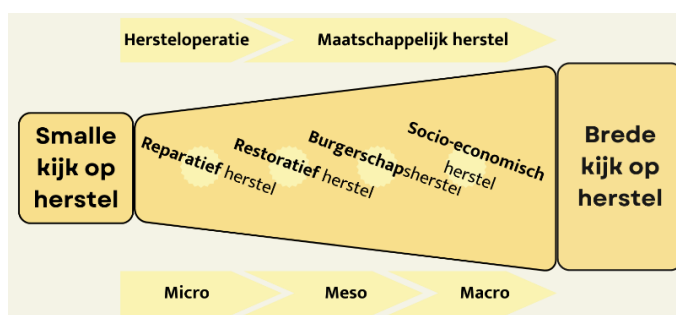 Hersteloperatie
Maatschappelijk herstel
Smalle
kijk op
herstel
Reparatief herstel
Restoratief herstel
Burgerschapsherstel
Socio-economisch
herstel
Brede
kijk op
herstel
Micro
Meso
Macro